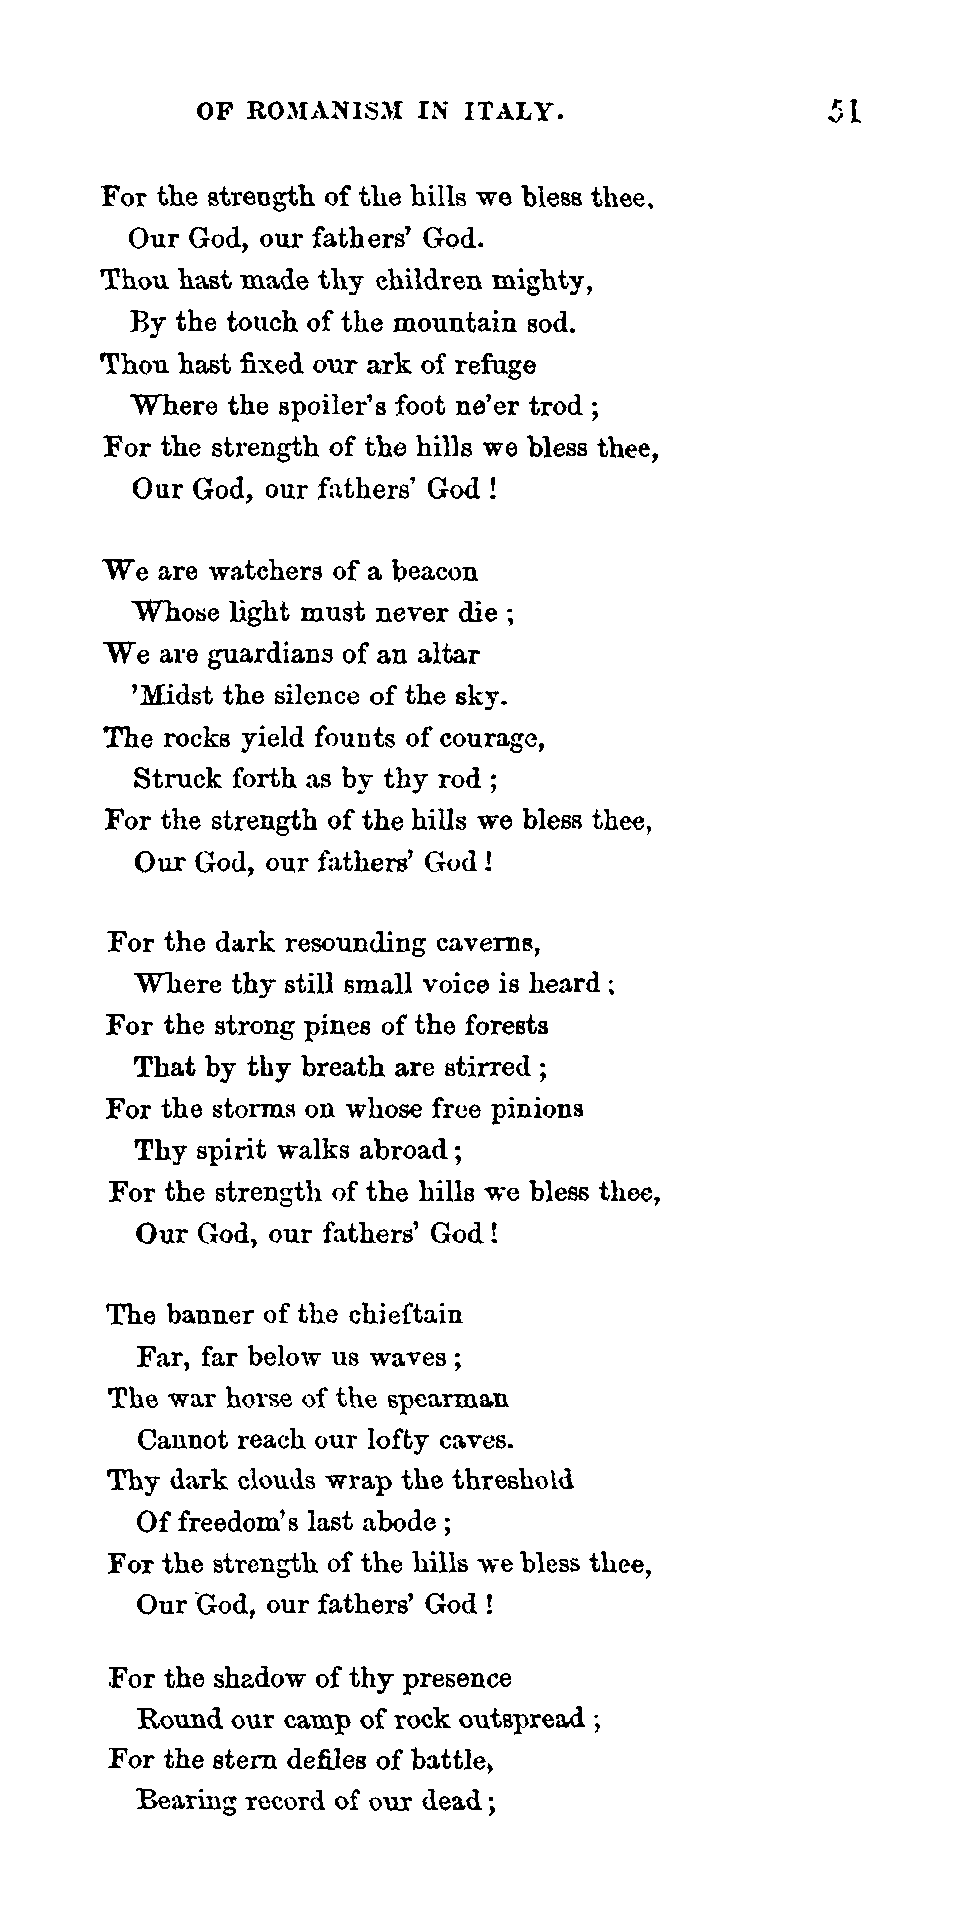 OF ROMANISM IN ITALY. 51
For the strength of the hills we bless thee,
Our God, our fathers' God.
Thou hast made thy children mighty,
By the touch of the mountain sod.
Thou hast fixed our ark of refuge
Where the spoiler's foot ne'er trod ;
For the strength of the hills we bless thee,
Our God, our fathers' God !
We are watchers of a beacon
Whose light must never die ;
We are guardians of an altar
'Midst the silence of the sky.
The rocks yield founts of courage,
Struck forth as by thy rod ;
For the strength of the hills we bless thee,
Our God, our fathers' God !
For the dark resounding caverns,
Where thy still small voice is heard ;
For the strong pines of the forests
That by thy breath are stirred ;
For the storms on whose free pinions
Thy spirit walks abroad ;
For the strength of the hills we bless thee,
Our God, our fathers' God !
The banner of the chieftain
Far, far below us waves ;
The war horse of the spearman
Cannot reach our lofty caves.
Thy dark clouds wrap the threshold
Of freedom's last abode ;
For the strength of the hills we bless thee,
Our God, our fathers' God !
For the shadow of thy presence
Round our camp of rock outspread ;
For the stern defiles of battle,
Bearing record of our dead ;